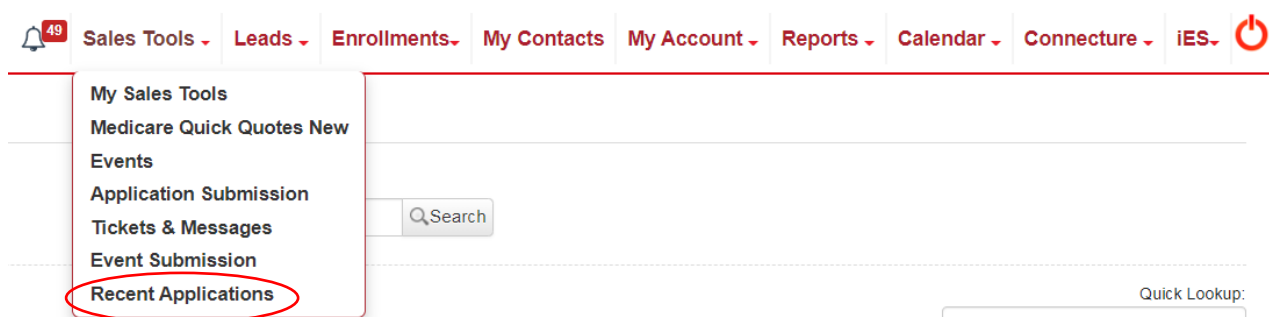 49 Sales Tools Leads Enrollments My Contacts My Account Reports Calendar Connecture iES
My Sales Tools
Medicare Quick Quotes New
Events
Application Submission
Search
Tickets & Messages
Event Submission
Recent Applications
Quick Lookup: